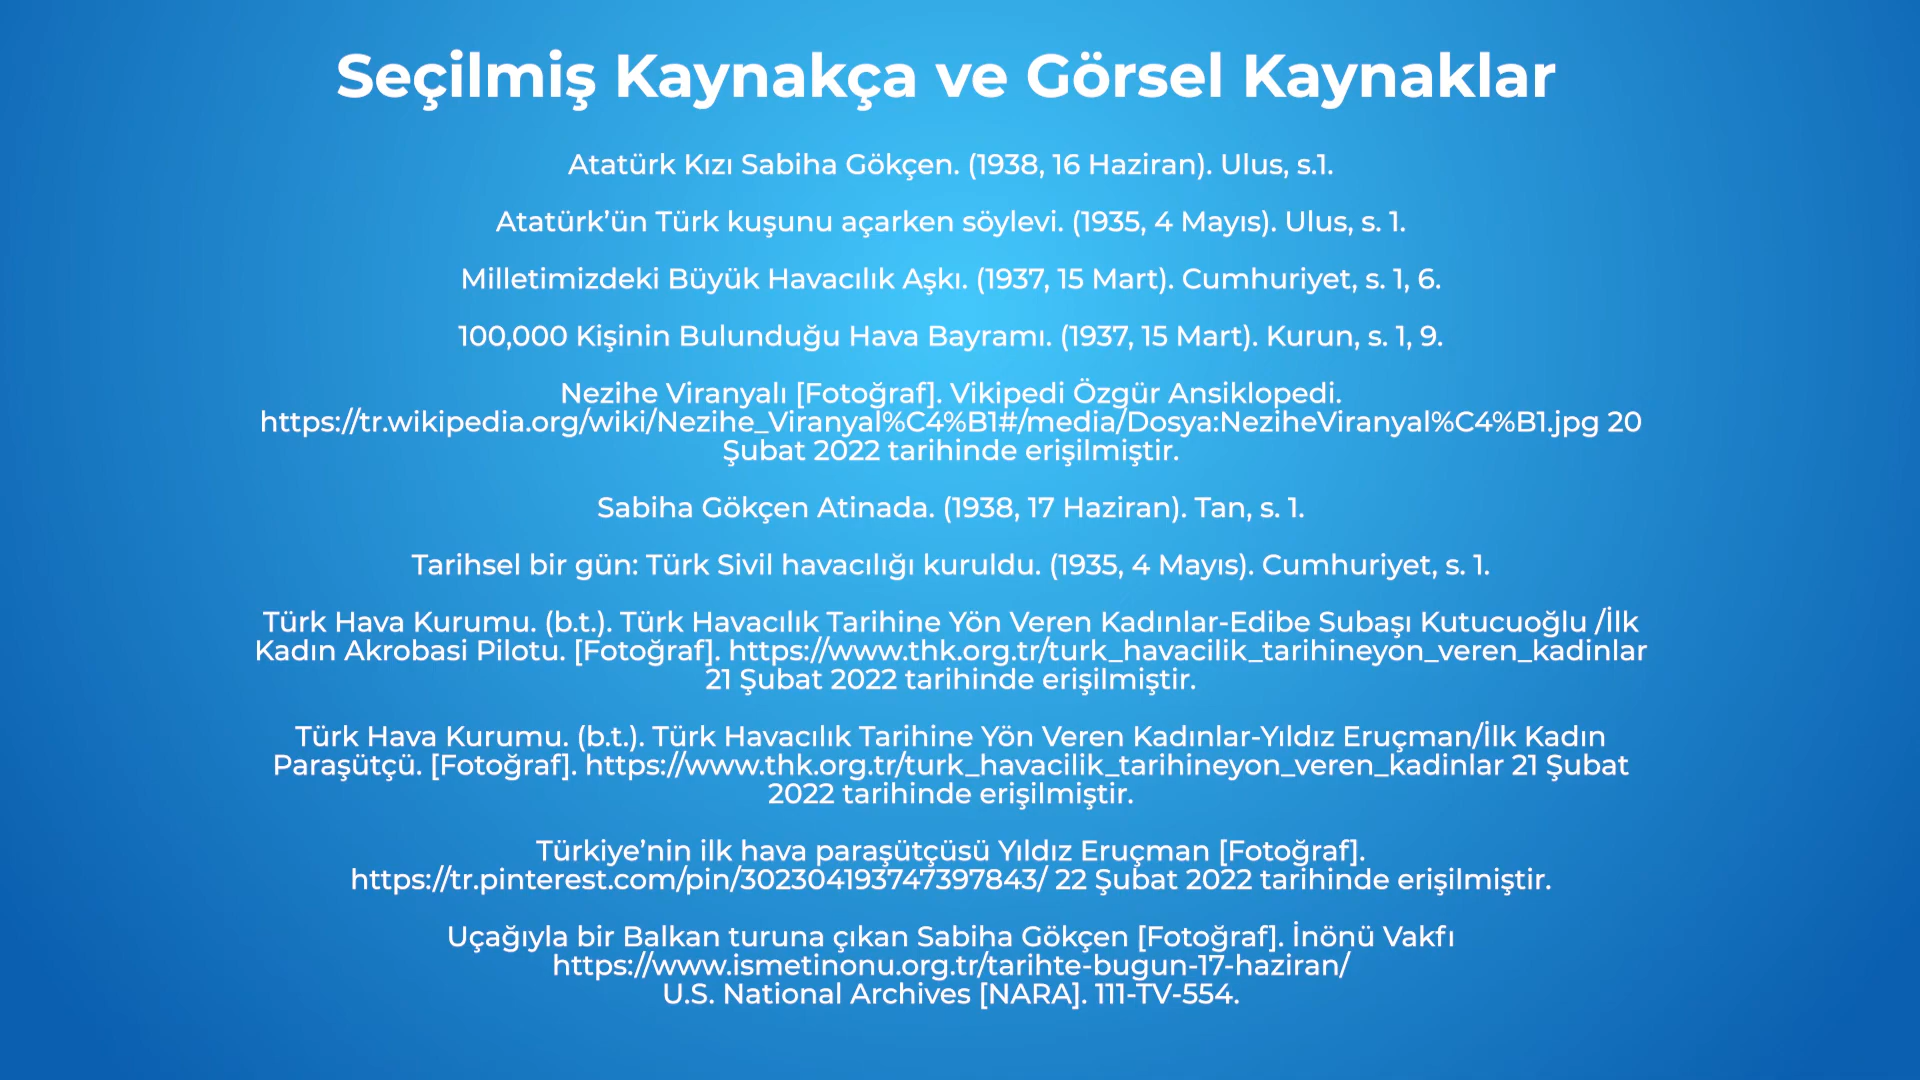 Seçilmiş Kaynakça ve Görsel Kaynaklar
Atatürk Kızı Sabiha Gökçen. (1938, 16 Haziran). Ulus, s.1.
Atatürk’ün Türk kuşunu açarken söylevi. (1935, 4 Mayıs). Ulus, s. 1.
Milletimizdeki Büyük Havacılık Aşkı. (1937, 15 Mart). Cumhuriyet, s. 1, 6.
100,000 Kişinin Bulunduğu Hava Bayramı. (1937, 15 Mart). Kurun, s. 1, 9.
Nezihe Viranyalı [Fotoğraf]. Vikipedi Özgür Ansiklopedi.
https://tr.wikipedia.org/wiki/Nezihe_Viranyal%C4%B1#/media/Dosya:NeziheViranyal%C4%B1.jpg 20
Şubat 2022 tarihinde erişilmiştir.
Sabiha Gökçen Atinada. (1938, 17 Haziran). Tan, s. 1.
Tarihsel bir gün: Türk Sivil havacılığı kuruldu. (1935, 4 Mayıs). Cumhuriyet, s. 1.
Türk Hava Kurumu. (b.t.). Türk Havacılık Tarihine Yön Veren Kadınlar-Edibe Subaşı Kutucuoğlu /İlk
Kadın Akrobasi Pilotu. [Fotoğraf]. https://www.thk.org.tr/turk_havacilik_tarihineyon_veren_kadinlar
21 Şubat 2022 tarihinde erişilmiştir.
Türk Hava Kurumu. (b.t.). Türk Havacılık Tarihine Yön Veren Kadınlar-Yıldız Eruçman/İlk Kadın
Paraşütçü. [Fotoğraf]. https://www.thk.org.tr/turk_havacilik_tarihineyon_veren_kadinlar 21 Şubat
2022 tarihinde erişilmiştir.
Türkiye’nin ilk hava paraşütçüsü Yıldız Eruçman [Fotoğraf].
https://tr.pinterest.com/pin/302304193747397843/ 22 Şubat 2022 tarihinde erişilmiştir.
Uçağıyla bir Balkan turuna çıkan Sabiha Gökçen [Fotoğraf]. İnönü Vakfı
https://www.ismetinonu.org.tr/tarihte-bugun-17-haziran/
U.S. National Archives [NARA]. 111-TV-554.